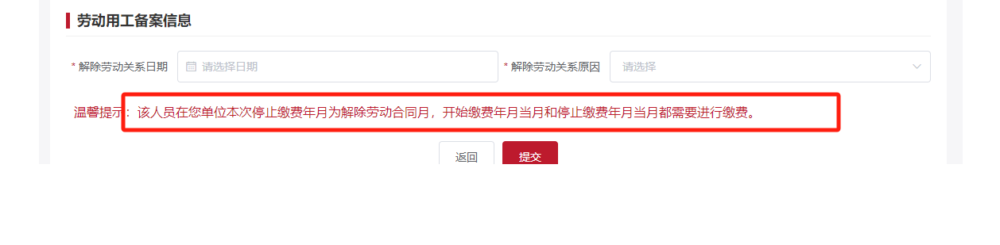 劳动用工备案信息
* 解除劳动关系日期 请选择日期 * 解除劳动关系原因 请选择
温馨提示：该人员在您单位本次停止缴费年月为解除劳动合同月，开始缴费年月当月和停止缴费年月当月都需要进行缴费。
返回 提交